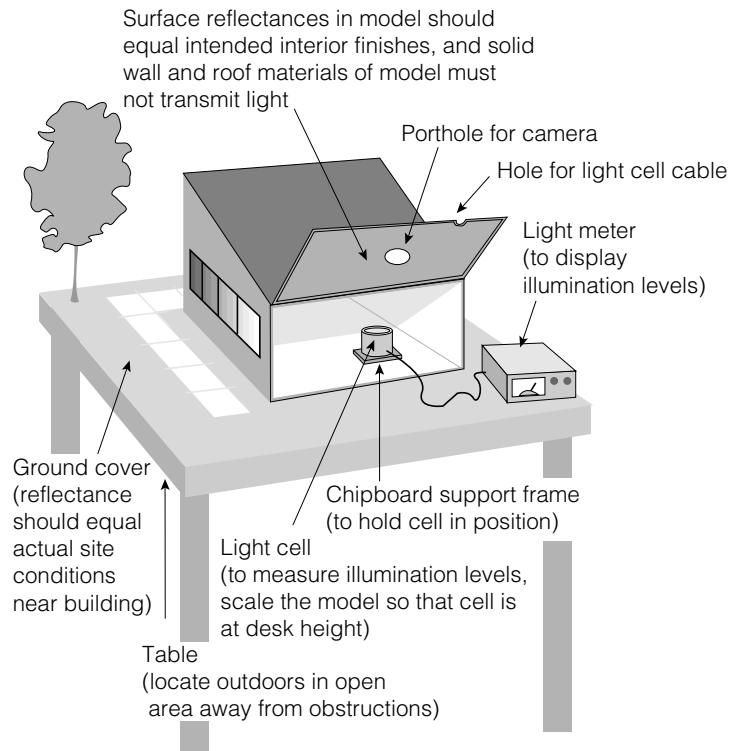 Surface reflectances in model should
equal intended interior finishes, and solid
wall and roof materials of model must
not transmit light
Porthole for camera
Hole for light cell cable
Light meter
(to display
illumination levels)
Ground cover
(reflectance
should equal
actual site
conditions
near building)
Chipboard support frame
(to hold cell in position)
Light cell
(to measure illumination levels,
scale the model so that cell is
at desk height)
Table
(locate outdoors in open
area away from obstructions)